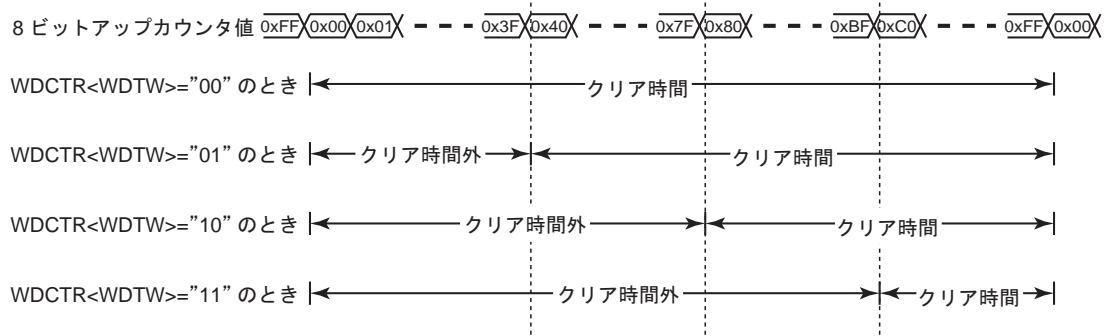 8 ビットアップカウンタ値 0xFF 0x00 0x01 0x3F 0x40 0x7F 0x80 0xBF 0xC0 0xFF 0x00
WDCTR<WDTW>="00" のとき クリア時間
WDCTR<WDTW>="01" のとき クリア時間外 クリア時間
WDCTR<WDTW>="10" のとき クリア時間外 クリア時間
WDCTR<WDTW>="11" のとき クリア時間外 クリア時間